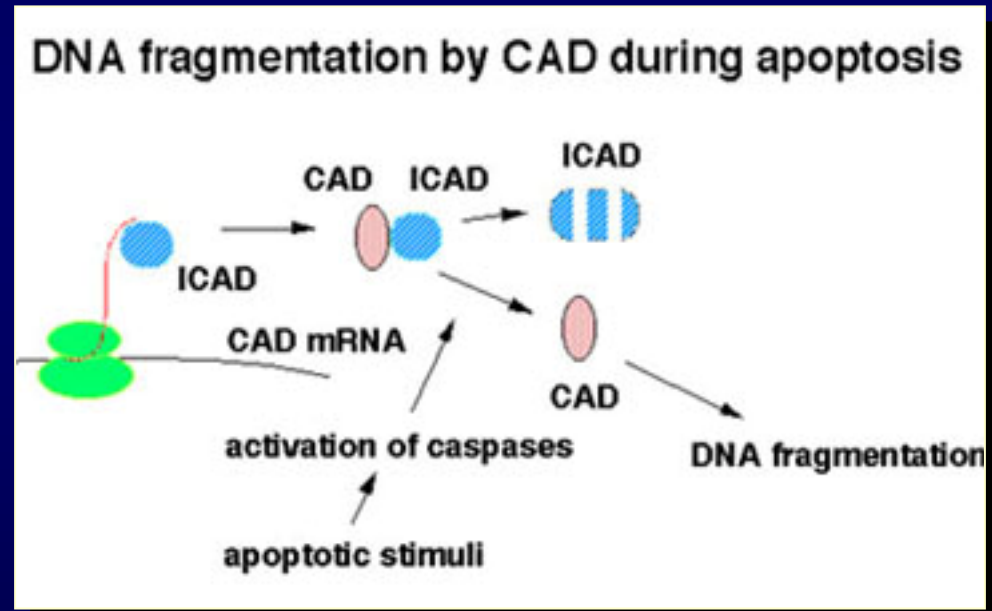 DNA fragmentation by CAD during apoptosis
ICAD
CAD ICAD
ICAD
CAD mRNA
CAD
activation of caspases
DNA fragmentation
apoptotic stimuli